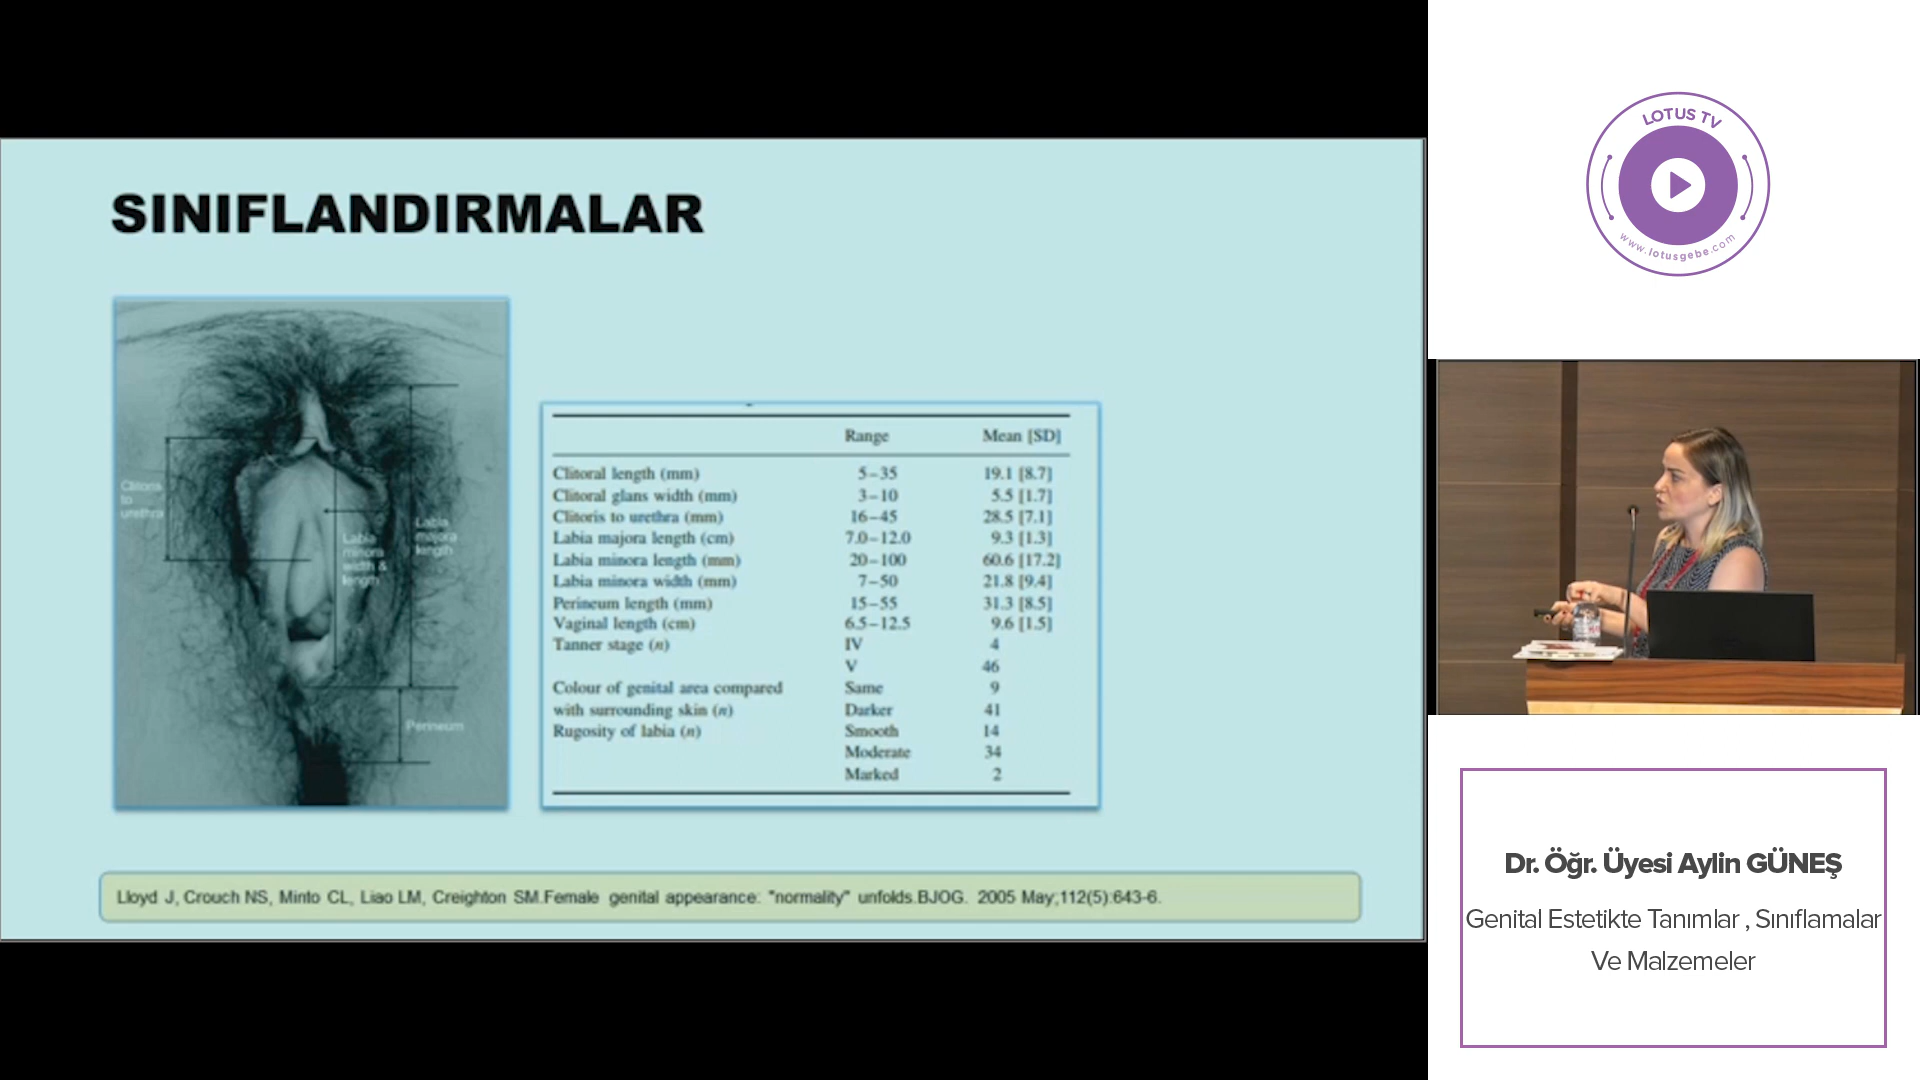 SINIFLANDIRMALAR
Clitoris
to
urethra
Labia
minora
width &
length
Labia
majora
length
Perineum
Range Mean [SD]
Clitoral length (mm) 5–35 19.1 [8.7]
Clitoral glans width (mm) 3–10 5.5 [1.7]
Clitoris to urethra (mm) 16–45 28.5 [7.1]
Labia majora length (cm) 7.0–12.0 9.3 [1.3]
Labia minora length (mm) 20–100 60.6 [17.2]
Labia minora width (mm) 7–50 21.8 [9.4]
Perineum length (mm) 15–55 31.3 [8.5]
Vaginal length (cm) 6.5–12.5 9.6 [1.5]
Tanner stage (n) IV 4
V 46
Colour of genital area compared Same 9
with surrounding skin (n) Darker 41
Rugosity of labia (n) Smooth 14
Moderate 34
Marked 2
Lloyd J, Crouch NS, Minto CL, Liao LM, Creighton SM.Female genital appearance: "normality" unfolds.BJOG. 2005 May;112(5):643-6.
LOTUS TV
www.lotusgebe.com
Dr. Öğr. Üyesi Aylin GÜNEŞ
Genital Estetikte Tanımlar , Sınıflamalar
Ve Malzemeler